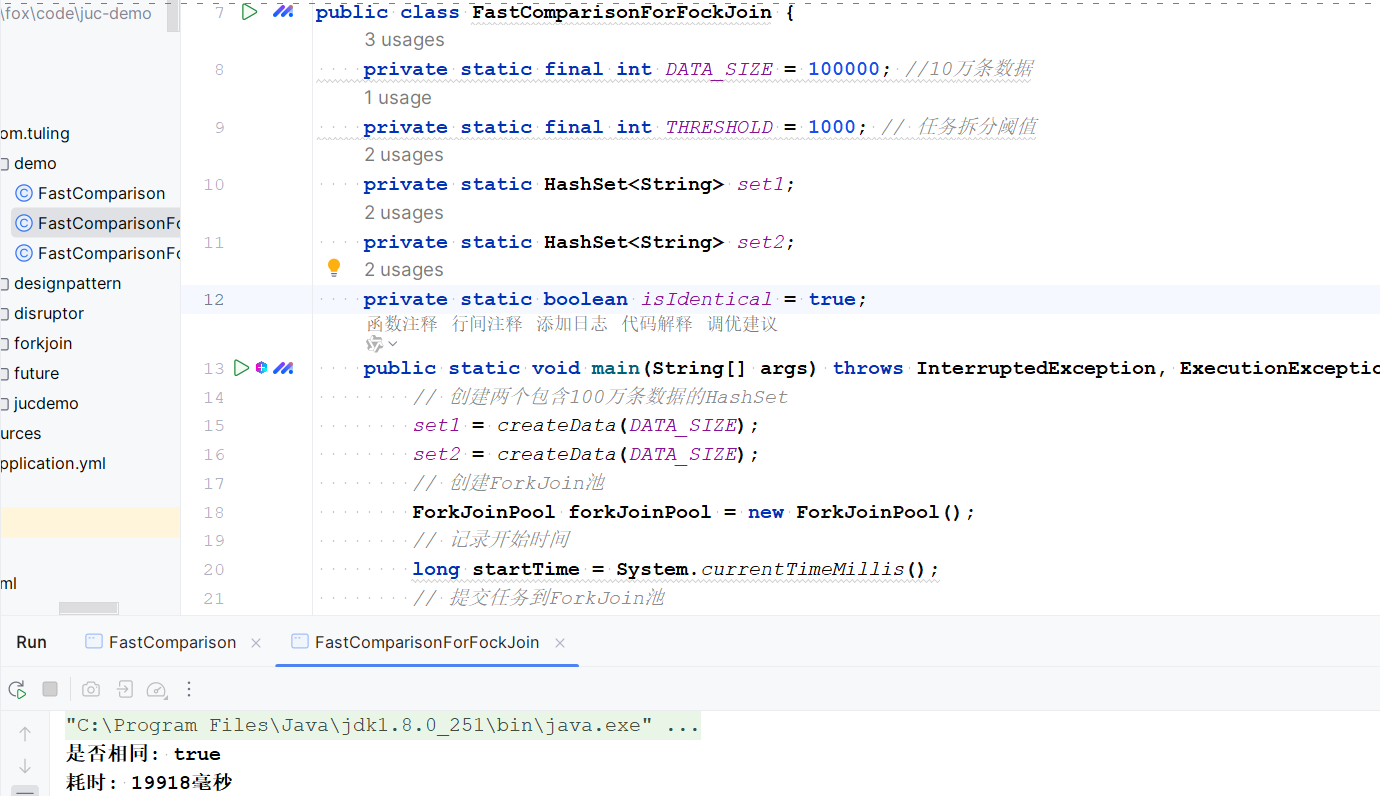 \fox\code\juc-demo
om.tuling
demo
FastComparison
FastComparisonFo
FastComparisonFo
designpattern
disruptor
forkjoin
future
jucdemo
urces
pplication.yml
ml
7 public class FastComparisonForFockJoin {
3 usages
8 private static final int DATA_SIZE = 100000; //10万条数据
1 usage
9 private static final int THRESHOLD = 1000; // 任务拆分阈值
2 usages
10 private static HashSet<String> set1;
2 usages
11 private static HashSet<String> set2;
2 usages
12 private static boolean isIdentical = true;
函数注释 行间注释 添加日志 代码解释 调优建议
13 public static void main(String[] args) throws InterruptedException, ExecutionExceptio
14 // 创建两个包含100万条数据的HashSet
15 set1 = createData(DATA_SIZE);
16 set2 = createData(DATA_SIZE);
17 // 创建ForkJoin池
18 ForkJoinPool forkJoinPool = new ForkJoinPool();
19 // 记录开始时间
20 long startTime = System.currentTimeMillis();
21 // 提交任务到ForkJoin池
Run FastComparison FastComparisonForFockJoin
"C:\Program Files\Java\jdk1.8.0_251\bin\java.exe" ...
是否相同: true
耗时: 19918毫秒